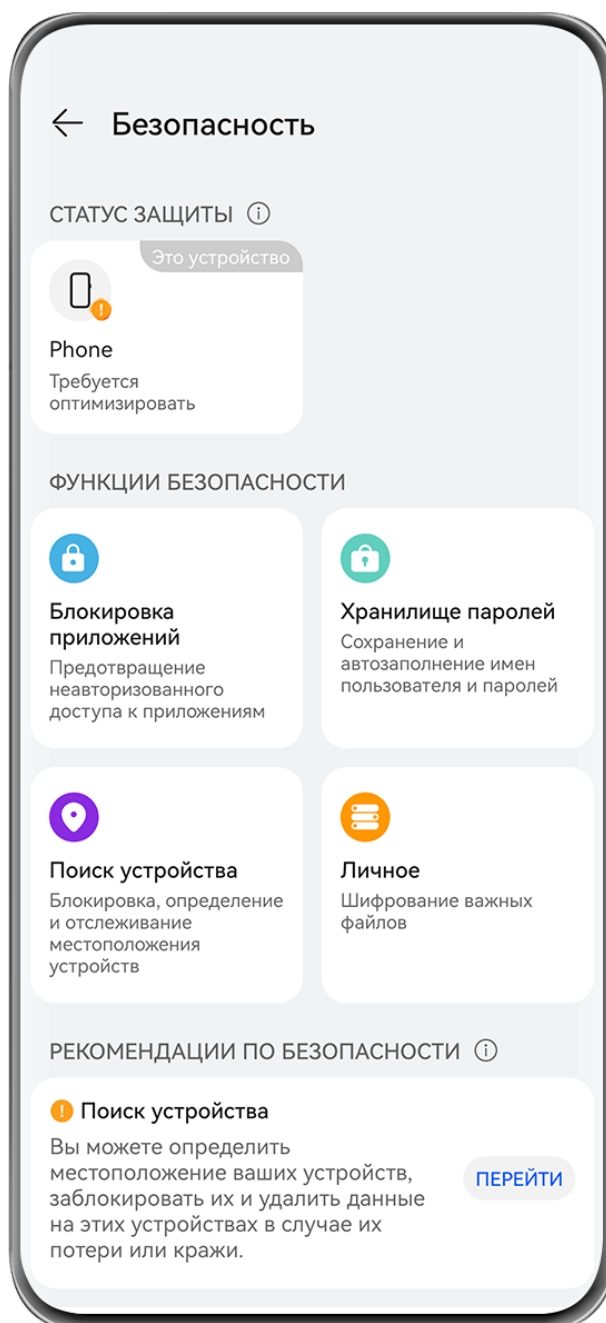 Безопасность
СТАТУС ЗАЩИТЫ
Это устройство
Phone
Требуется
оптимизировать
ФУНКЦИИ БЕЗОПАСНОСТИ
Блокировка
приложений
Предотвращение
неавторизованного
доступа к приложениям
Хранилище паролей
Сохранение и
автозаполнение имен
пользователя и паролей
Поиск устройства
Блокировка, определение
и отслеживание
местоположения
устройств
Личное
Шифрование важных
файлов
РЕКОМЕНДАЦИИ ПО БЕЗОПАСНОСТИ
Поиск устройства
Вы можете определить
местоположение ваших устройств,
заблокировать их и удалить данные
на этих устройствах в случае их
потери или кражи.
ПЕРЕЙТИ